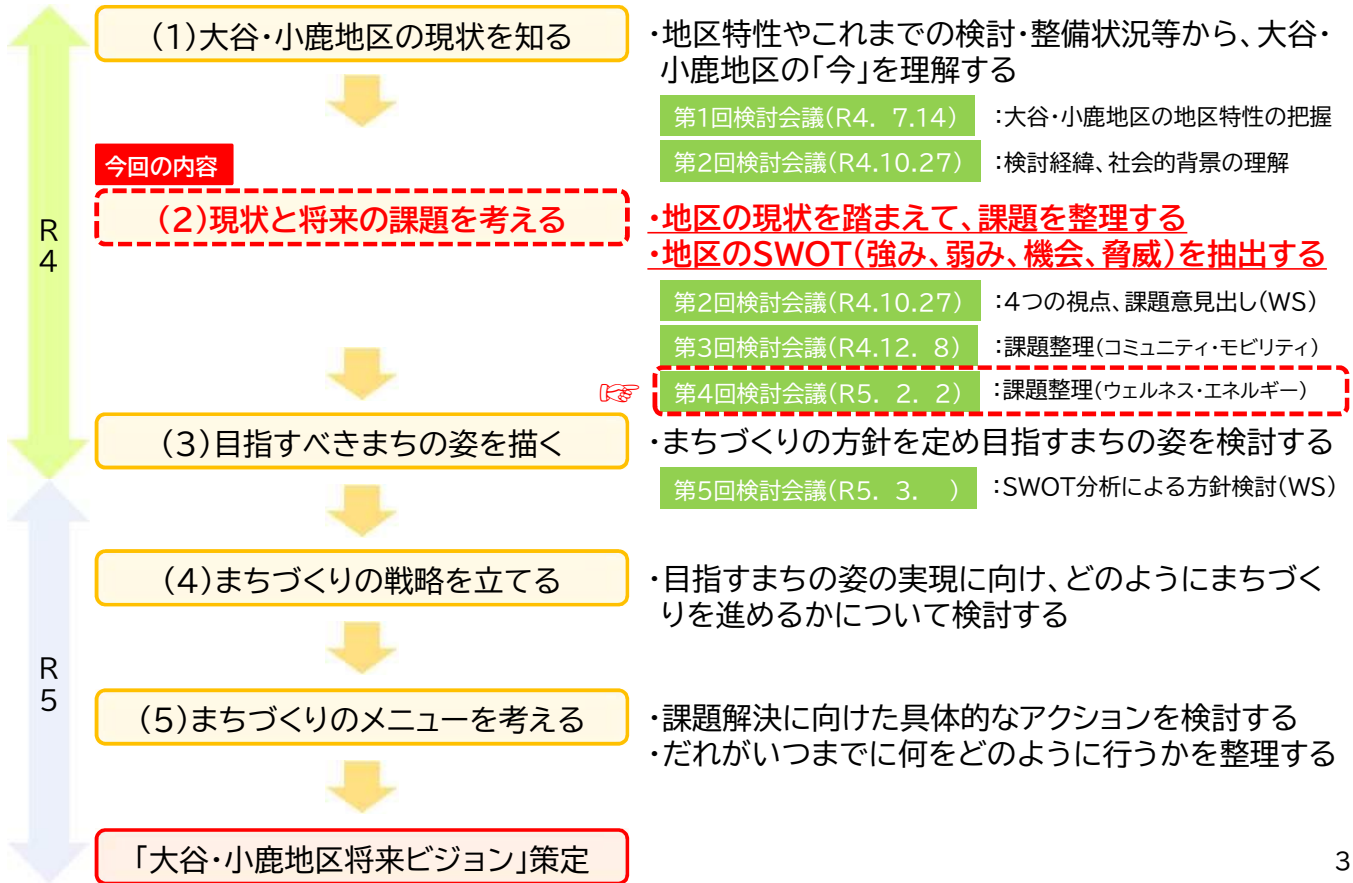 (1)大谷・小鹿地区の現状を知る
・地区特性やこれまでの検討・整備状況等から、大谷・
小鹿地区の「今」を理解する
第1回検討会議(R4. 7.14) :大谷・小鹿地区の地区特性の把握
第2回検討会議(R4.10.27) :検討経緯、社会的背景の理解
今回の内容
(2)現状と将来の課題を考える
・地区の現状を踏まえて、課題を整理する
・地区のSWOT(強み、弱み、機会、脅威)を抽出する
第2回検討会議(R4.10.27) :4つの視点、課題意見出し(WS)
第3回検討会議(R4.12. 8) :課題整理(コミュニティ・モビリティ)
☞ 第4回検討会議(R5. 2. 2) :課題整理(ウェルネス・エネルギー)
R
4
(3)目指すべきまちの姿を描く
・まちづくりの方針を定め目指すまちの姿を検討する
第5回検討会議(R5. 3. ) :SWOT分析による方針検討(WS)
(4)まちづくりの戦略を立てる
・目指すまちの姿の実現に向け、どのようにまちづく
りを進めるかについて検討する
R
5
(5)まちづくりのメニューを考える
・課題解決に向けた具体的なアクションを検討する
・だれがいつまでに何をどのように行うかを整理する
「大谷・小鹿地区将来ビジョン」策定
3